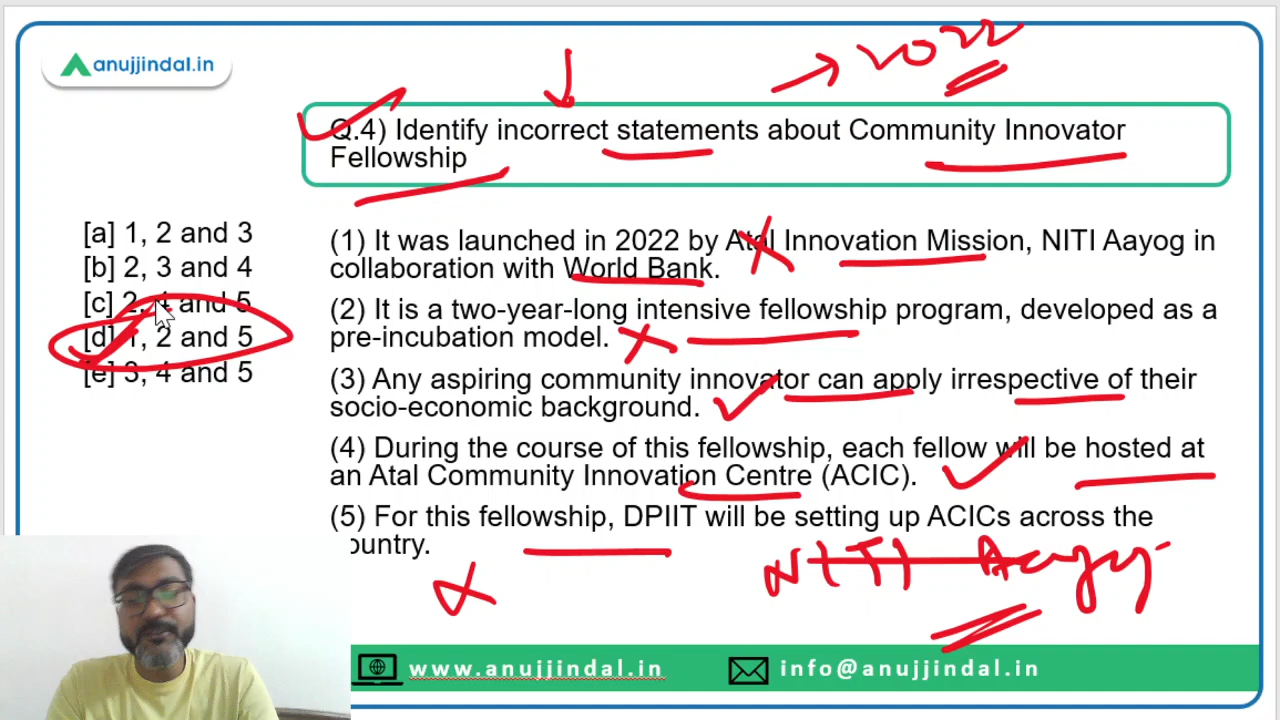 anujjindal.in
2022
Q.4) Identify incorrect statements about Community Innovator
Fellowship
[a] 1, 2 and 3
[b] 2, 3 and 4
[c] 2, 4 and 5
[d] 1, 2 and 5
[e] 3, 4 and 5
(1) It was launched in 2022 by Atal Innovation Mission, NITI Aayog in
collaboration with World Bank.
(2) It is a two-year-long intensive fellowship program, developed as a
pre-incubation model.
(3) Any aspiring community innovator can apply irrespective of their
socio-economic background.
(4) During the course of this fellowship, each fellow will be hosted at
an Atal Community Innovation Centre (ACIC).
(5) For this fellowship, DPIIT will be setting up ACICs across the
ountry.
NITI Aayog
www.anujjindal.in
info@anujjindal.in